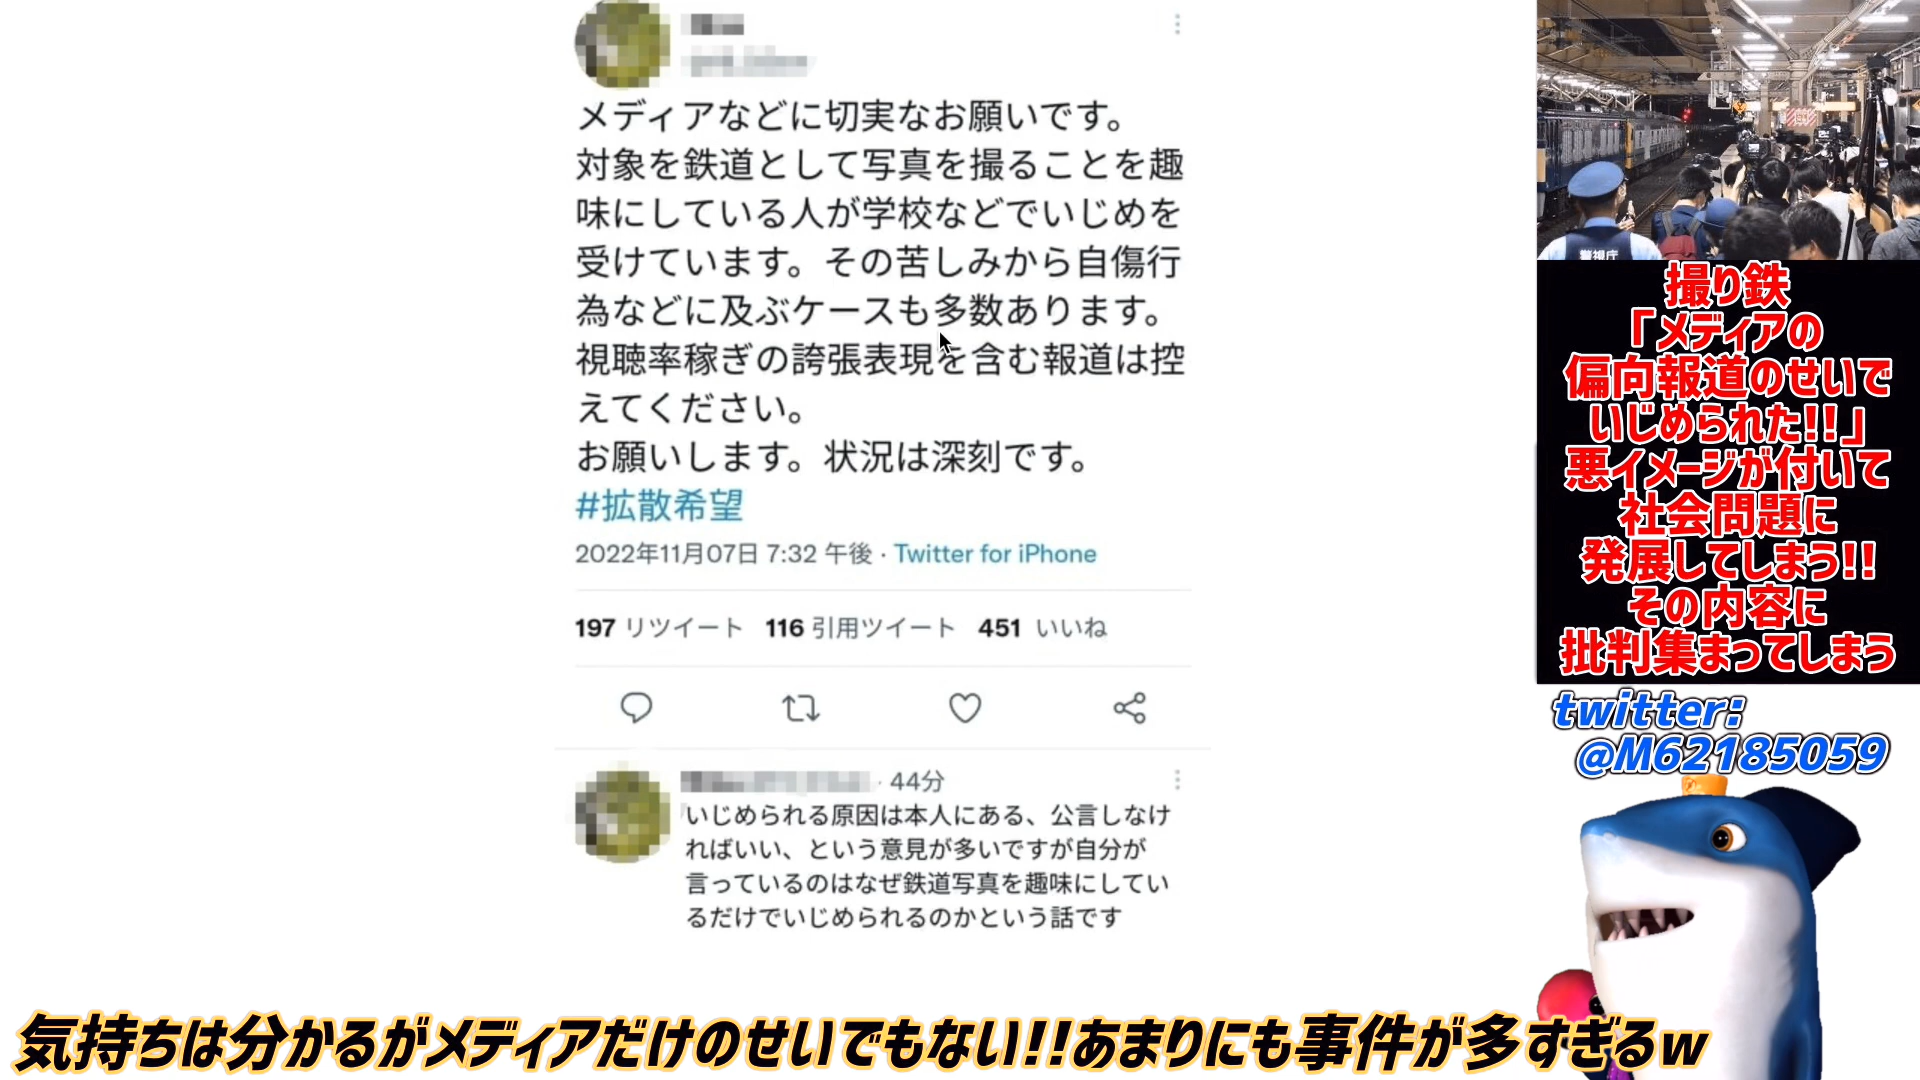 メディアなどに切実なお願いです。
対象を鉄道として写真を撮ることを趣
味にしている人が学校などでいじめを
受けています。その苦しみから自傷行
為などに及ぶケースも多数あります。
視聴率稼ぎの誇張表現を含む報道は控
えてください。
お願いします。状況は深刻です。
#拡散希望
2022年11月07日 7:32 午後 · Twitter for iPhone
197 リツイート 116 引用ツイート 451 いいね
· 44分
いじめられる原因は本人にある、公言しなけ
ればいい、という意見が多いですが自分が
言っているのはなぜ鉄道写真を趣味にしてい
るだけでいじめられるのかという話です
警視庁
撮り鉄
「メディアの
偏向報道のせいで
いじめられた!!」
悪イメージが付いて
社会問題に
発展してしまう!!
その内容に
批判集まってしまう
twitter:
@M62185059
気持ちは分かるがメディアだけのせいでもない!!あまりにも事件が多すぎるw